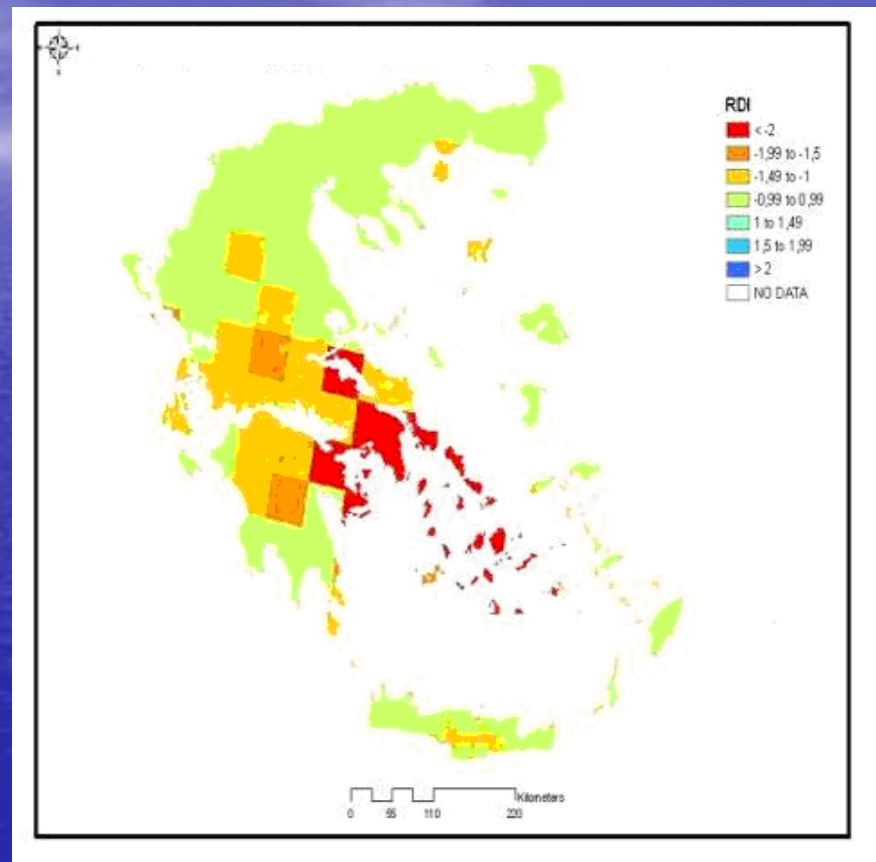 RDI
< -2
-1,99 to -1,5
-1,49 to -1
-0,99 to 0,99
1 to 1,49
1,5 to 1,99
> 2
NO DATA
Kilometers
0 55 110 220